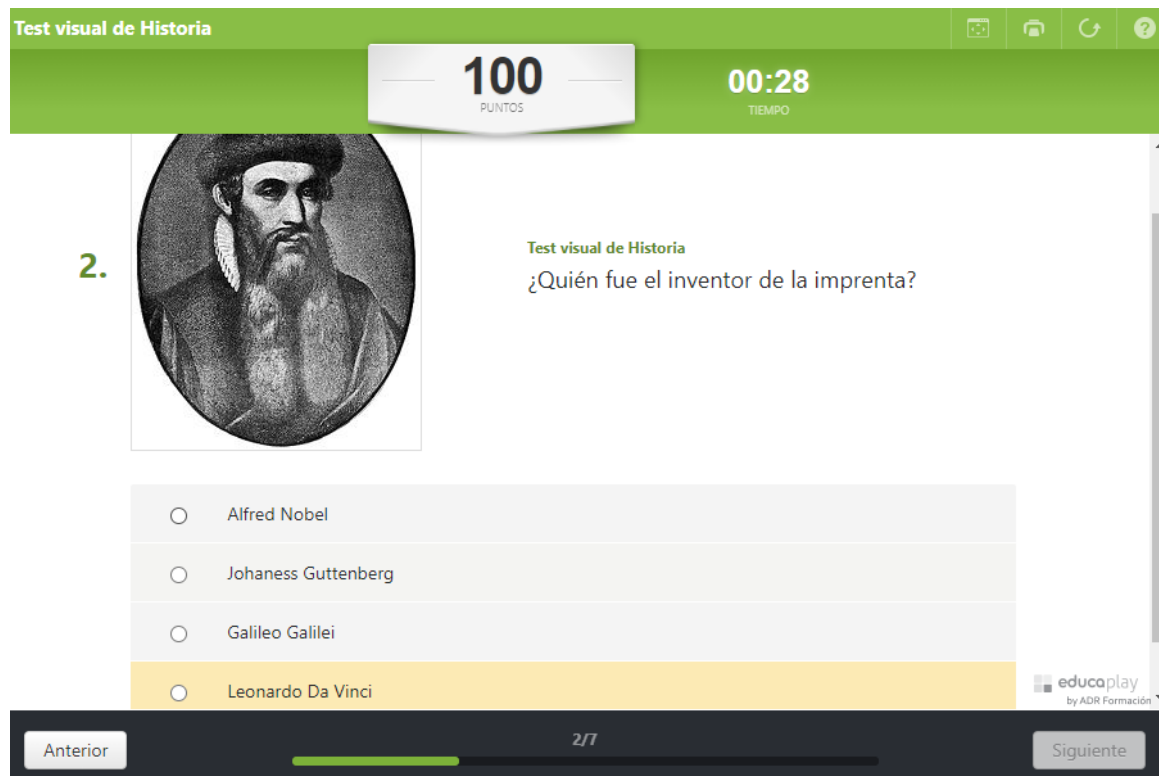 Test visual de Historia
100
PUNTOS
00:28
TIEMPO
2.
Test visual de Historia
¿Quién fue el inventor de la imprenta?
Alfred Nobel
Johaness Guttenberg
Galileo Galilei
Leonardo Da Vinci
educaplay
by ADR Formación
Anterior
2/7
Siguiente